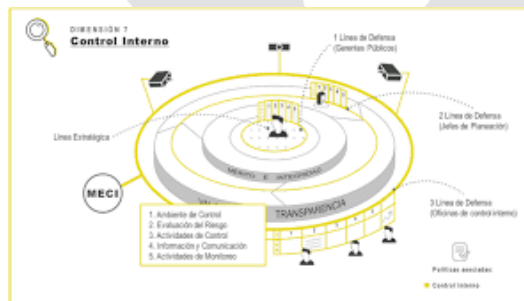 DIMENSIÓN 7
Control Interno
1 Línea de Defensa
(Gerentes Públicos)
2 Línea de Defensa
(Jefes de Planeación)
Línea Estratégica
MÉRITO E INTEGRIDAD
MECI
TRANSPARENCIA
3 Línea de Defensa
(Oficinas de control interno)
1. Ambiente de Control
2. Evaluación del Riesgo
3. Actividades de Control
4. Información y Comunicación
5. Actividades de Monitoreo
Políticas asociadas
Control Interno